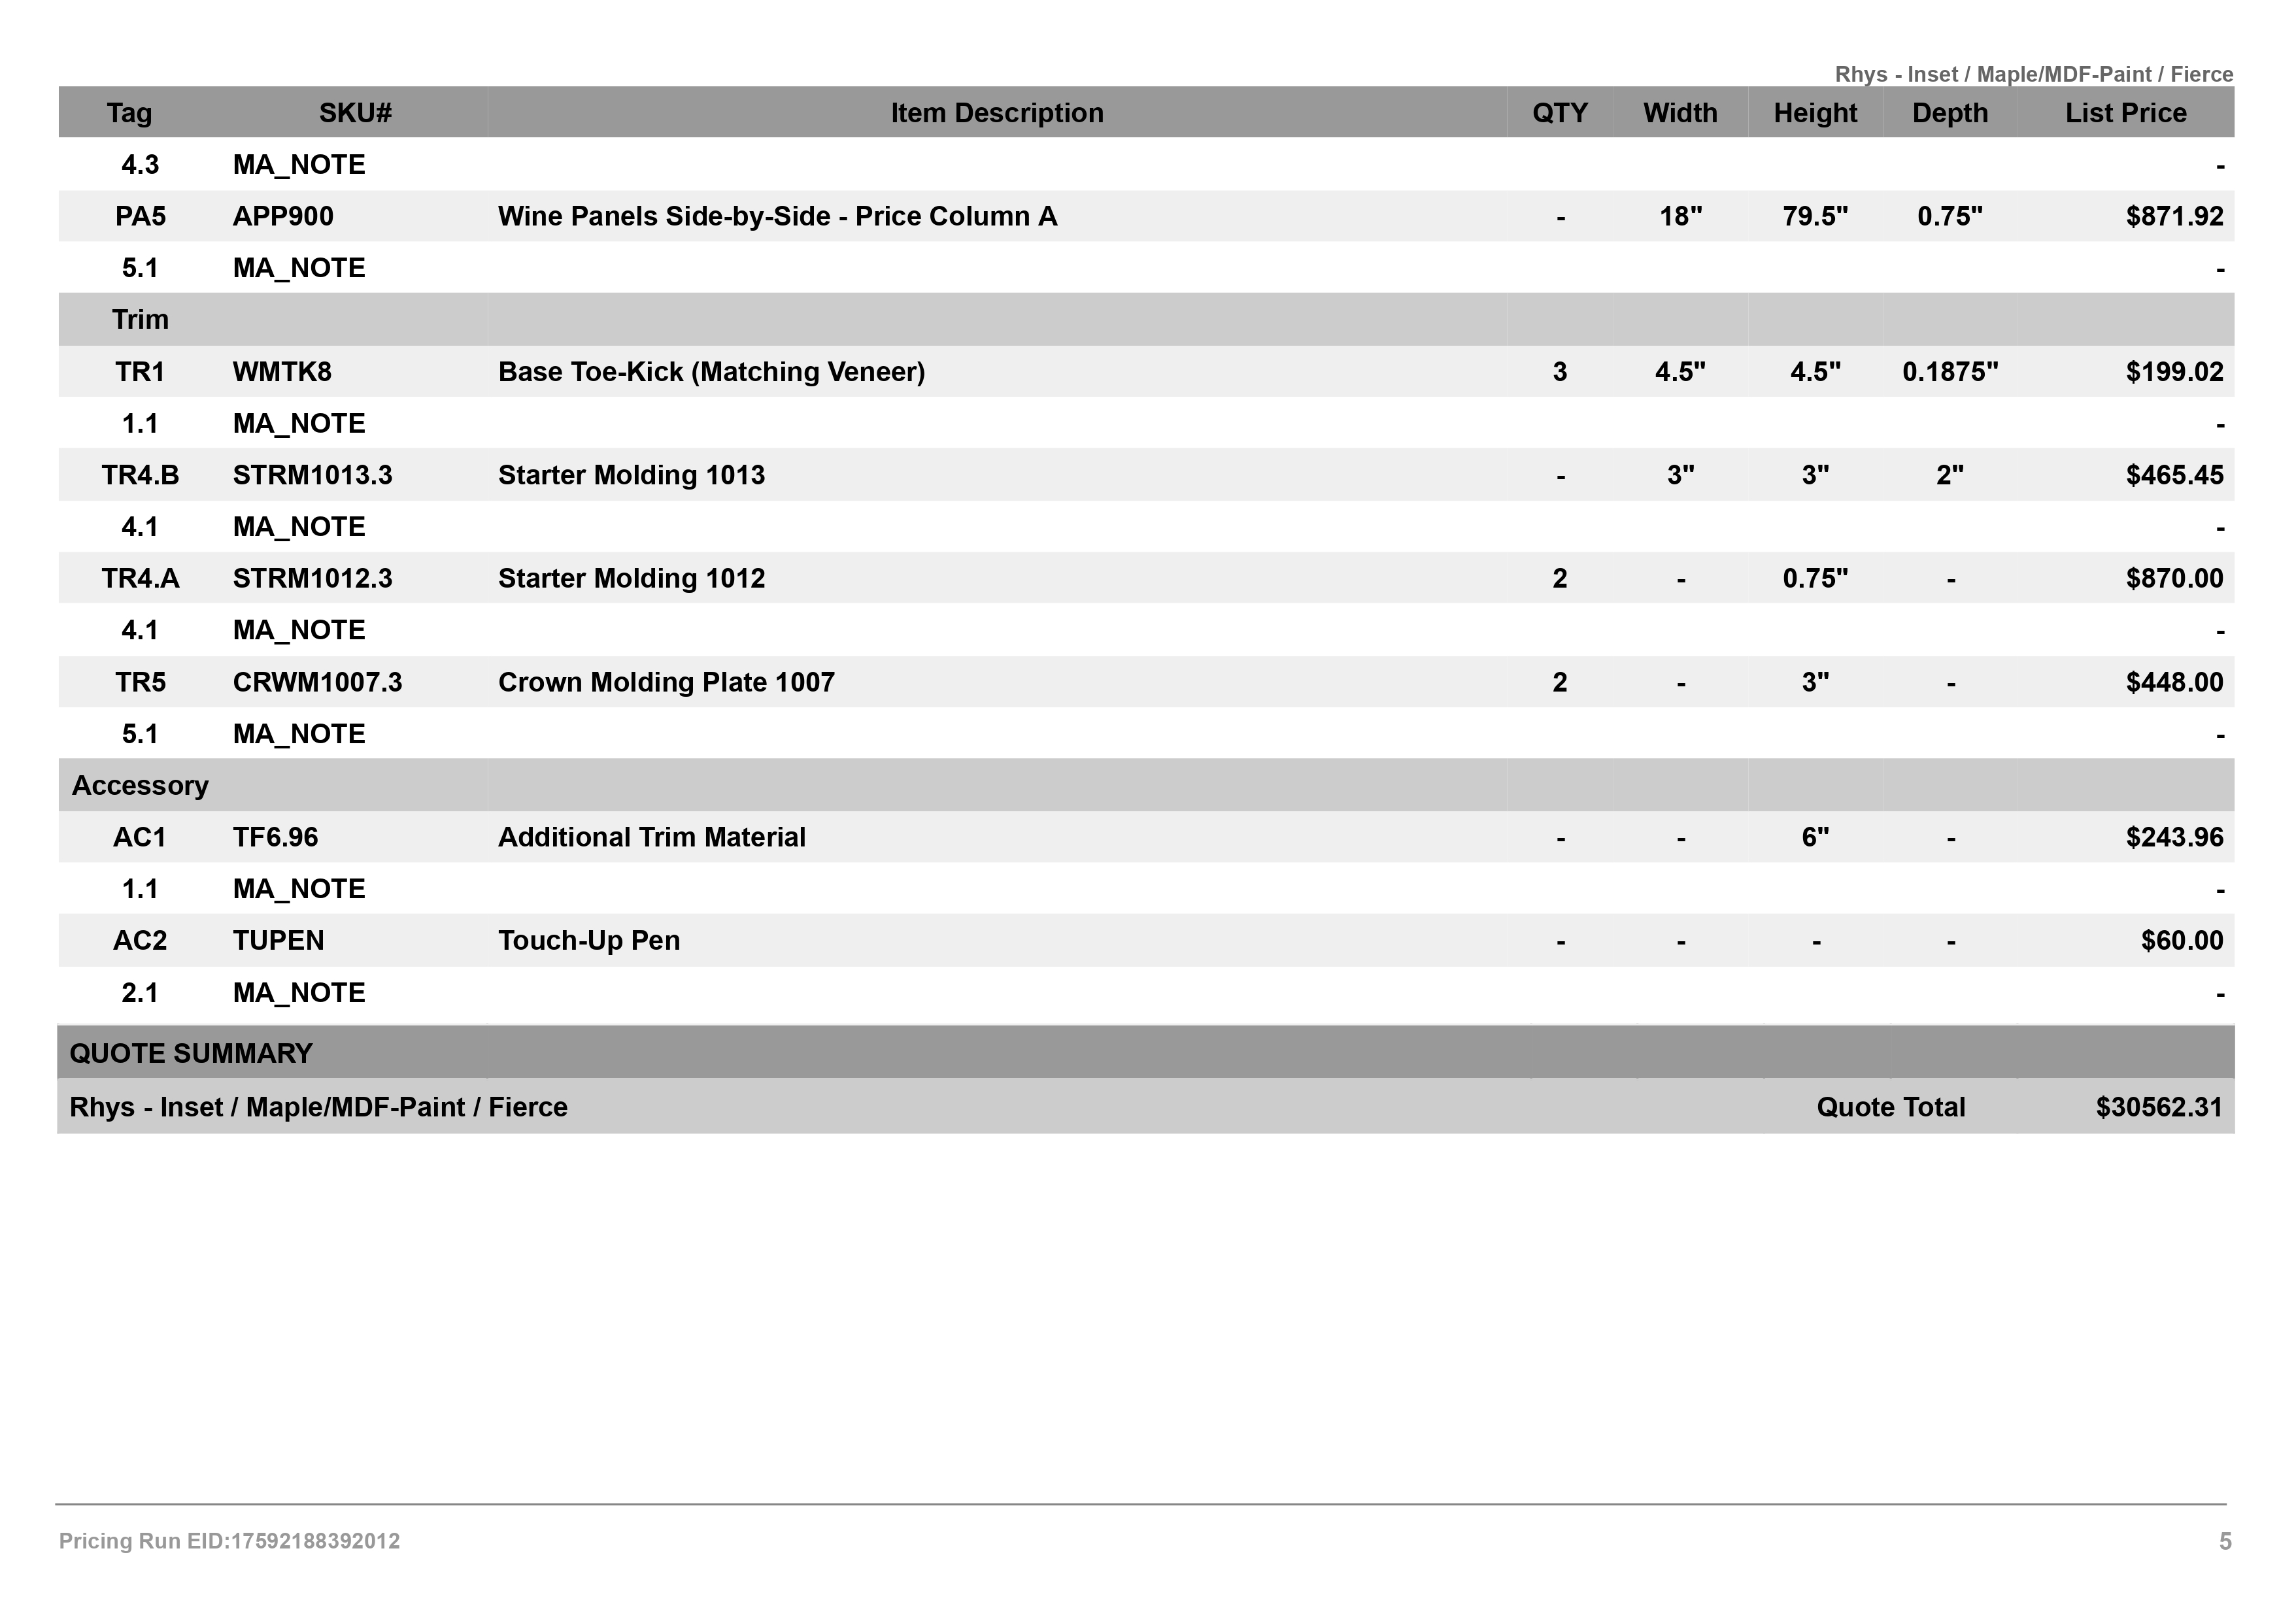 Rhys - Inset / Maple/MDF-Paint / Fierce
Tag SKU# Item Description QTY Width Height Depth List Price
4.3 MA_NOTE -
PA5 APP900 Wine Panels Side-by-Side - Price Column A - 18" 79.5" 0.75" $871.92
5.1 MA_NOTE -
Trim
TR1 WMTK8 Base Toe-Kick (Matching Veneer) 3 4.5" 4.5" 0.1875" $199.02
1.1 MA_NOTE -
TR4.B STRM1013.3 Starter Molding 1013 - 3" 3" 2" $465.45
4.1 MA_NOTE -
TR4.A STRM1012.3 Starter Molding 1012 2 - 0.75" - $870.00
4.1 MA_NOTE -
TR5 CRWM1007.3 Crown Molding Plate 1007 2 - 3" - $448.00
5.1 MA_NOTE -
Accessory
AC1 TF6.96 Additional Trim Material - - 6" - $243.96
1.1 MA_NOTE -
AC2 TUPEN Touch-Up Pen - - - - $60.00
2.1 MA_NOTE -
QUOTE SUMMARY
Rhys - Inset / Maple/MDF-Paint / Fierce Quote Total $30562.31
Pricing Run EID:17592188392012 5